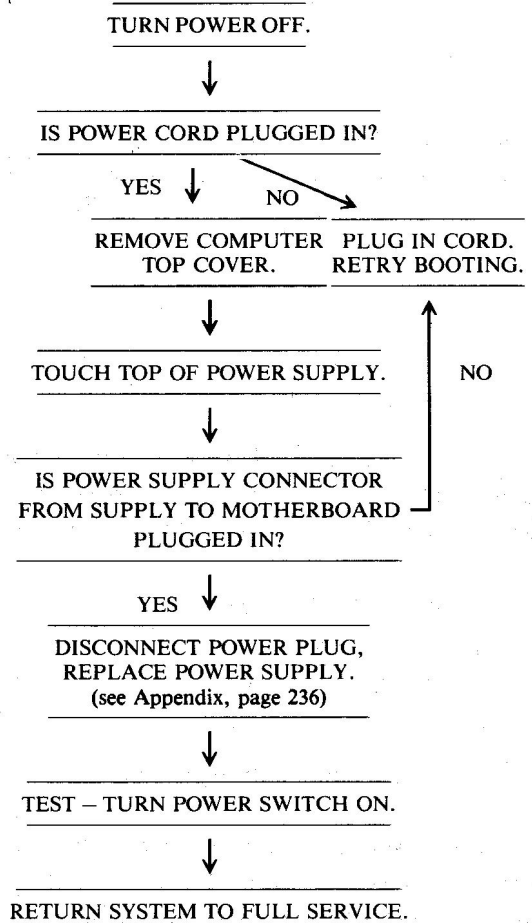 TURN POWER OFF.
IS POWER CORD PLUGGED IN?
YES
NO
REMOVE COMPUTER
TOP COVER.
PLUG IN CORD.
RETRY BOOTING.
TOUCH TOP OF POWER SUPPLY.
NO
IS POWER SUPPLY CONNECTOR
FROM SUPPLY TO MOTHERBOARD
PLUGGED IN?
YES
DISCONNECT POWER PLUG,
REPLACE POWER SUPPLY.
(see Appendix, page 236)
TEST – TURN POWER SWITCH ON.
RETURN SYSTEM TO FULL SERVICE.